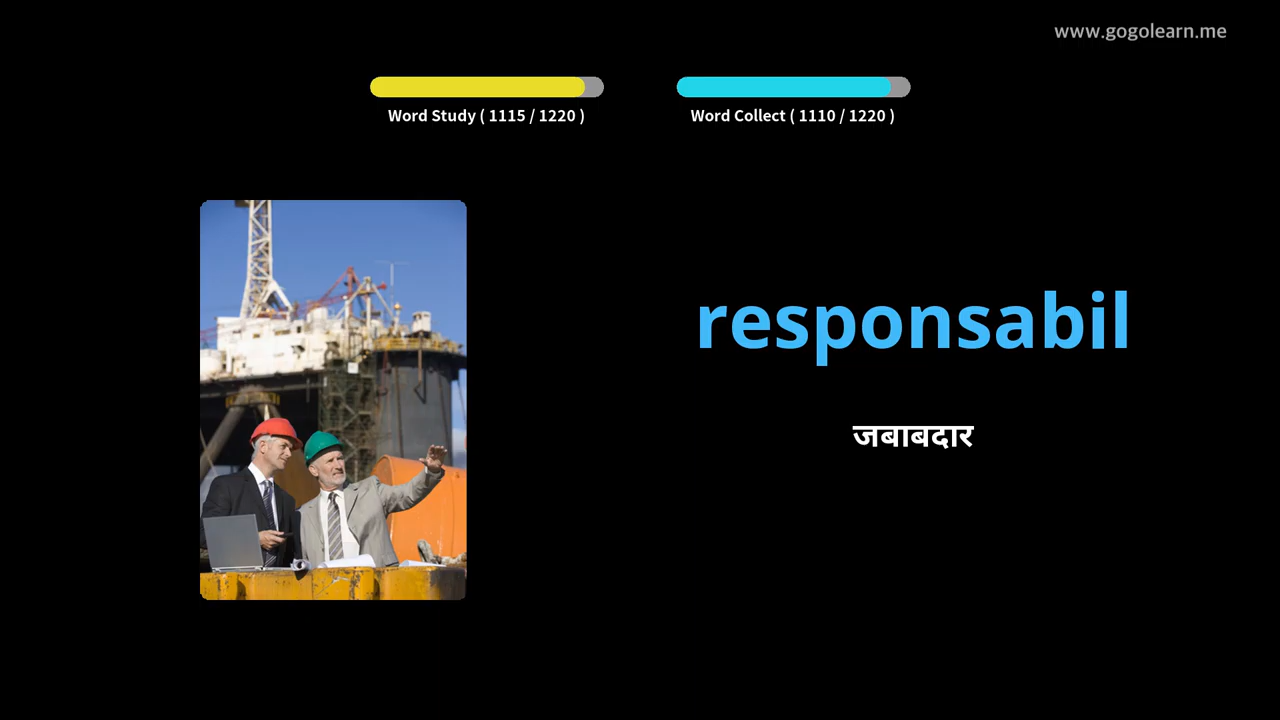 www.gogolearn.me
Word Study ( 1115 / 1220 )
Word Collect ( 1110 / 1220 )
responsabil
जबाबदार